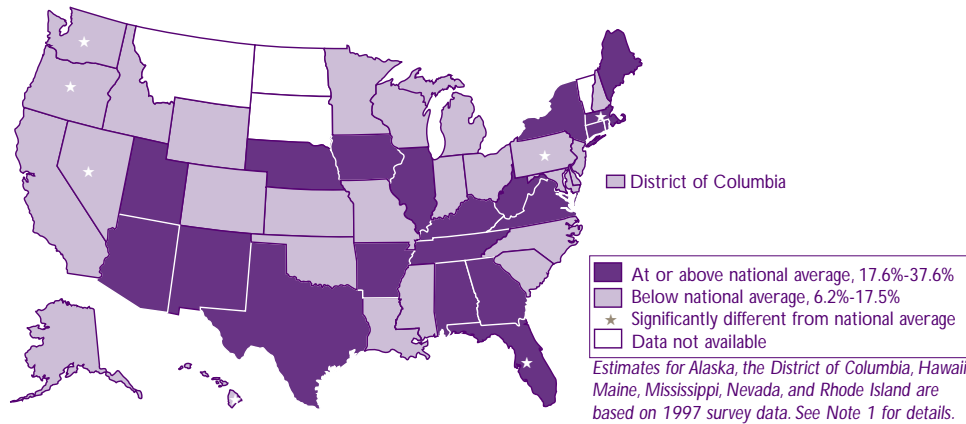 District of Columbia
At or above national average, 17.6%-37.6%
Below national average, 6.2%-17.5%
Significantly different from national average
Data not available
Estimates for Alaska, the District of Columbia, Hawaii
Maine, Mississippi, Nevada, and Rhode Island are
based on 1997 survey data. See Note 1 for details.